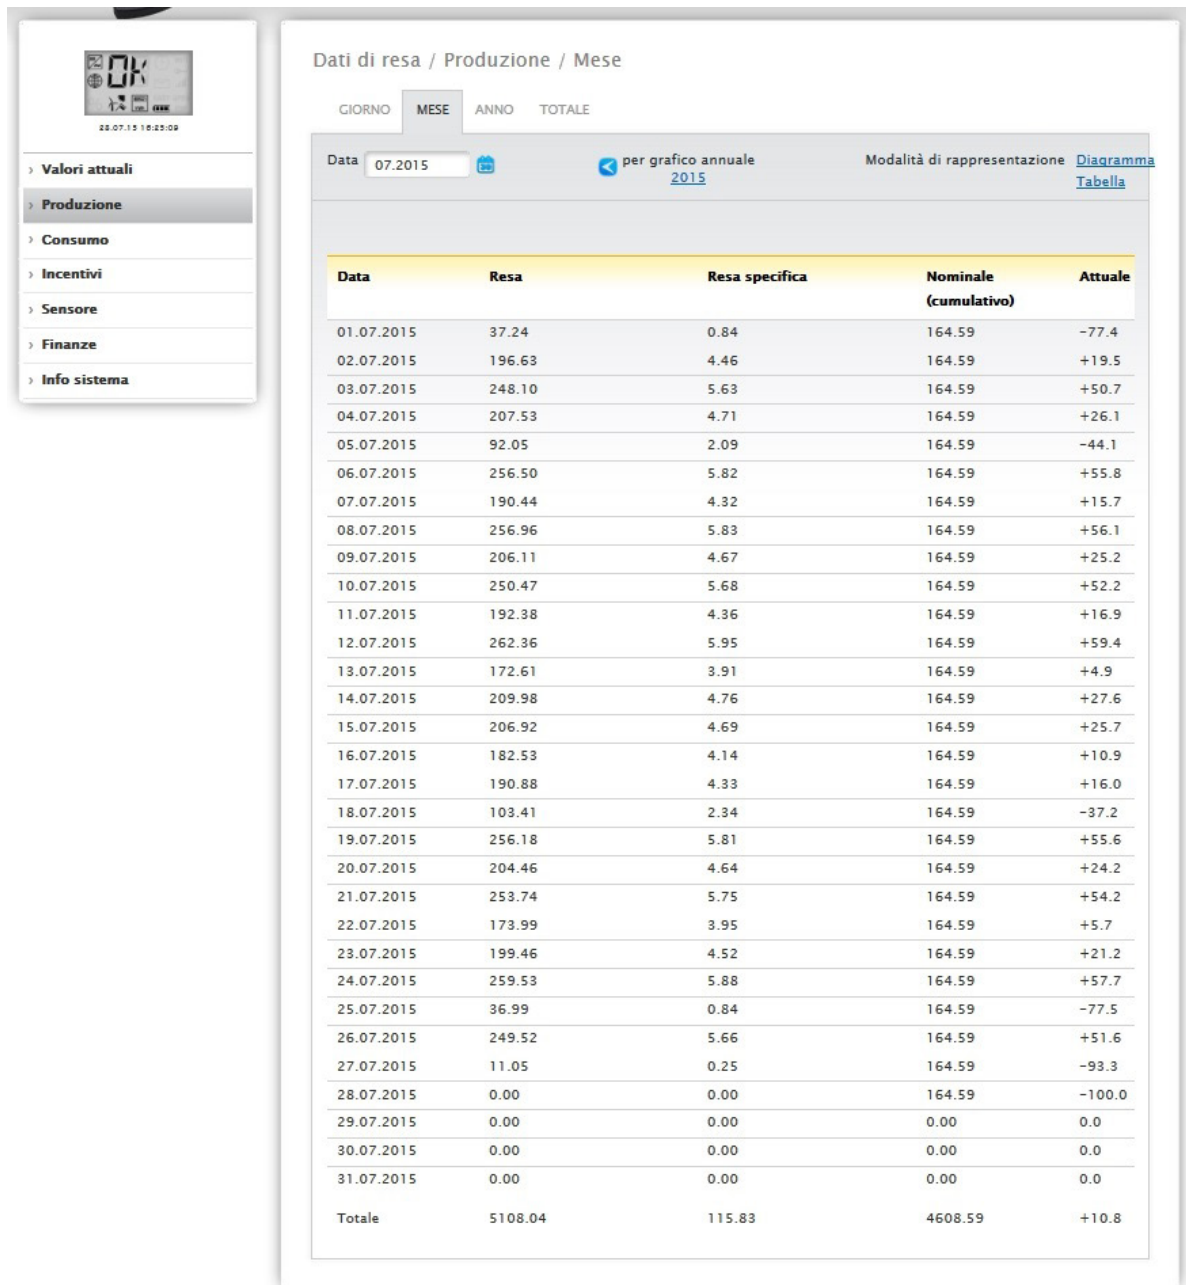 OK
28.07.15 16:25:09
Valori attuali
Produzione
Consumo
Incentivi
Sensore
Finanze
Info sistema
Dati di resa / Produzione / Mese
GIORNO MESE ANNO TOTALE
Data 07.2015 per grafico annuale 2015 Modalità di rappresentazione Diagramma
Tabella
Data Resa Resa specifica Nominale (cumulativo) Attuale
01.07.2015 37.24 0.84 164.59 -77.4
02.07.2015 196.63 4.46 164.59 +19.5
03.07.2015 248.10 5.63 164.59 +50.7
04.07.2015 207.53 4.71 164.59 +26.1
05.07.2015 92.05 2.09 164.59 -44.1
06.07.2015 256.50 5.82 164.59 +55.8
07.07.2015 190.44 4.32 164.59 +15.7
08.07.2015 256.96 5.83 164.59 +56.1
09.07.2015 206.11 4.67 164.59 +25.2
10.07.2015 250.47 5.68 164.59 +52.2
11.07.2015 192.38 4.36 164.59 +16.9
12.07.2015 262.36 5.95 164.59 +59.4
13.07.2015 172.61 3.91 164.59 +4.9
14.07.2015 209.98 4.76 164.59 +27.6
15.07.2015 206.92 4.69 164.59 +25.7
16.07.2015 182.53 4.14 164.59 +10.9
17.07.2015 190.88 4.33 164.59 +16.0
18.07.2015 103.41 2.34 164.59 -37.2
19.07.2015 256.18 5.81 164.59 +55.6
20.07.2015 204.46 4.64 164.59 +24.2
21.07.2015 253.74 5.75 164.59 +54.2
22.07.2015 173.99 3.95 164.59 +5.7
23.07.2015 199.46 4.52 164.59 +21.2
24.07.2015 259.53 5.88 164.59 +57.7
25.07.2015 36.99 0.84 164.59 -77.5
26.07.2015 249.52 5.66 164.59 +51.6
27.07.2015 11.05 0.25 164.59 -93.3
28.07.2015 0.00 0.00 164.59 -100.0
29.07.2015 0.00 0.00 0.00 0.0
30.07.2015 0.00 0.00 0.00 0.0
31.07.2015 0.00 0.00 0.00 0.0
Totale 5108.04 115.83 4608.59 +10.8